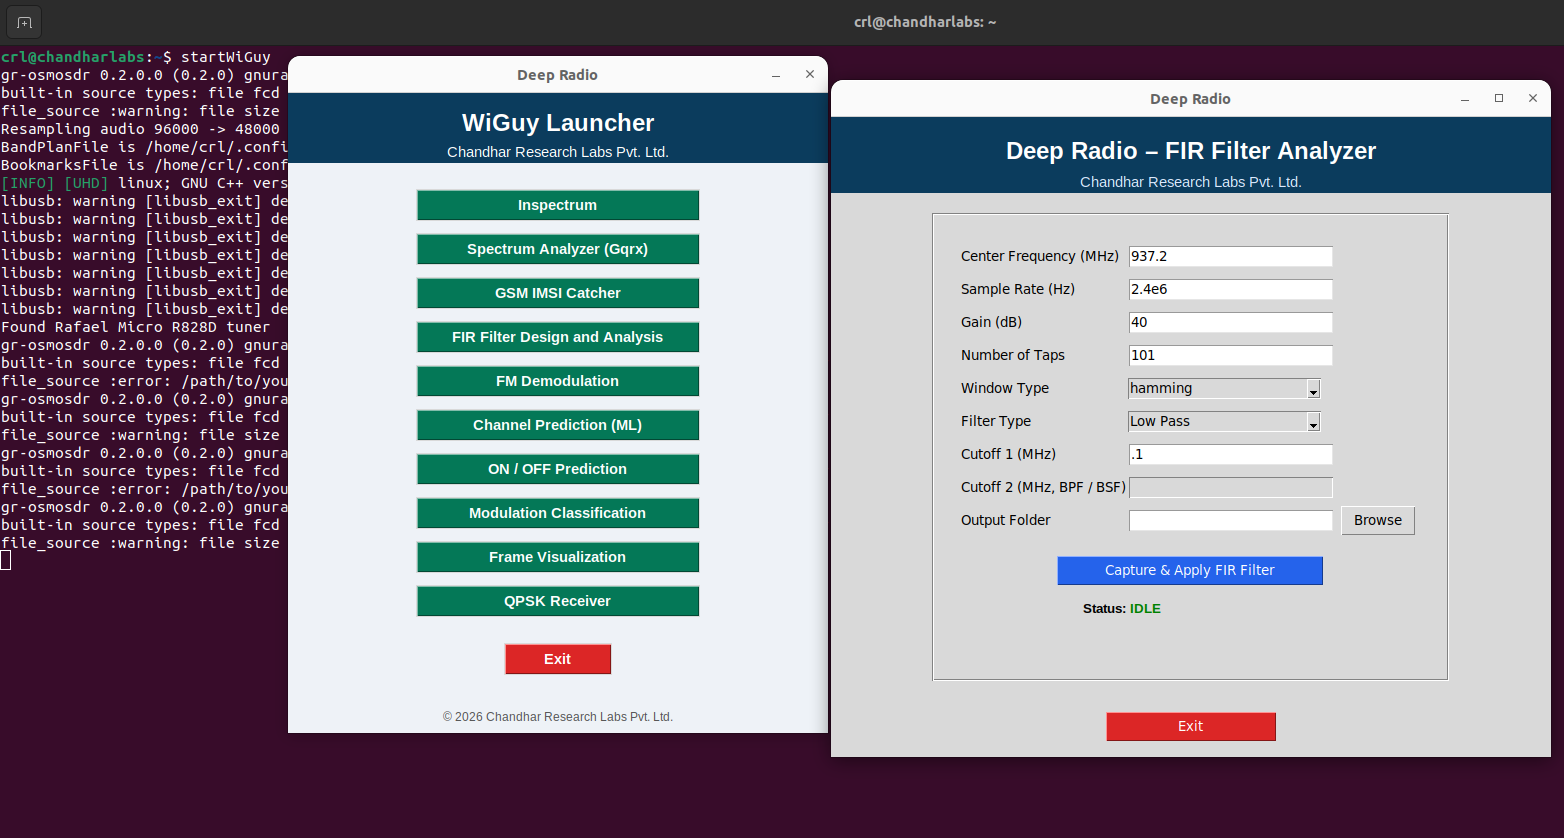 crl@chandharlabs: ~
crl@chandharlabs:~$ startWiGuy
gr-osmosdr 0.2.0.0 (0.2.0) gnura
built-in source types: file fcd
file_source :warning: file size
Resampling audio 96000 -> 48000
BandPlanFile is /home/crl/.confi
BookmarksFile is /home/crl/.conf
[INFO] [UHD] linux; GNU C++ vers
libusb: warning [libusb_exit] de
libusb: warning [libusb_exit] de
libusb: warning [libusb_exit] de
libusb: warning [libusb_exit] de
libusb: warning [libusb_exit] de
libusb: warning [libusb_exit] de
libusb: warning [libusb_exit] de
Found Rafael Micro R828D tuner
gr-osmosdr 0.2.0.0 (0.2.0) gnura
built-in source types: file fcd
file_source :error: /path/to/you
gr-osmosdr 0.2.0.0 (0.2.0) gnura
built-in source types: file fcd
file_source :warning: file size
gr-osmosdr 0.2.0.0 (0.2.0) gnura
built-in source types: file fcd
file_source :error: /path/to/you
gr-osmosdr 0.2.0.0 (0.2.0) gnura
built-in source types: file fcd
file_source :warning: file size
Deep Radio
WiGuy Launcher
Chandhar Research Labs Pvt. Ltd.
Inspectrum
Spectrum Analyzer (Gqrx)
GSM IMSI Catcher
FIR Filter Design and Analysis
FM Demodulation
Channel Prediction (ML)
ON / OFF Prediction
Modulation Classification
Frame Visualization
QPSK Receiver
Exit
© 2026 Chandhar Research Labs Pvt. Ltd.
Deep Radio
Deep Radio – FIR Filter Analyzer
Chandhar Research Labs Pvt. Ltd.
Center Frequency (MHz) 937.2
Sample Rate (Hz) 2.4e6
Gain (dB) 40
Number of Taps 101
Window Type hamming
Filter Type Low Pass
Cutoff 1 (MHz) .1
Cutoff 2 (MHz, BPF / BSF)
Output Folder Browse
Capture & Apply FIR Filter
Status: IDLE
Exit